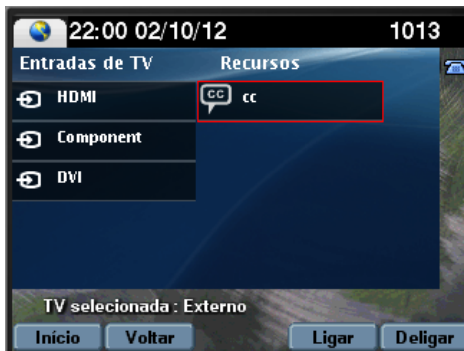 22:00 02/10/12 1013
Entradas de TV Recursos
HDMI CC cc
Component
DVI
TV selecionada : Externo
Início Voltar Ligar Deligar